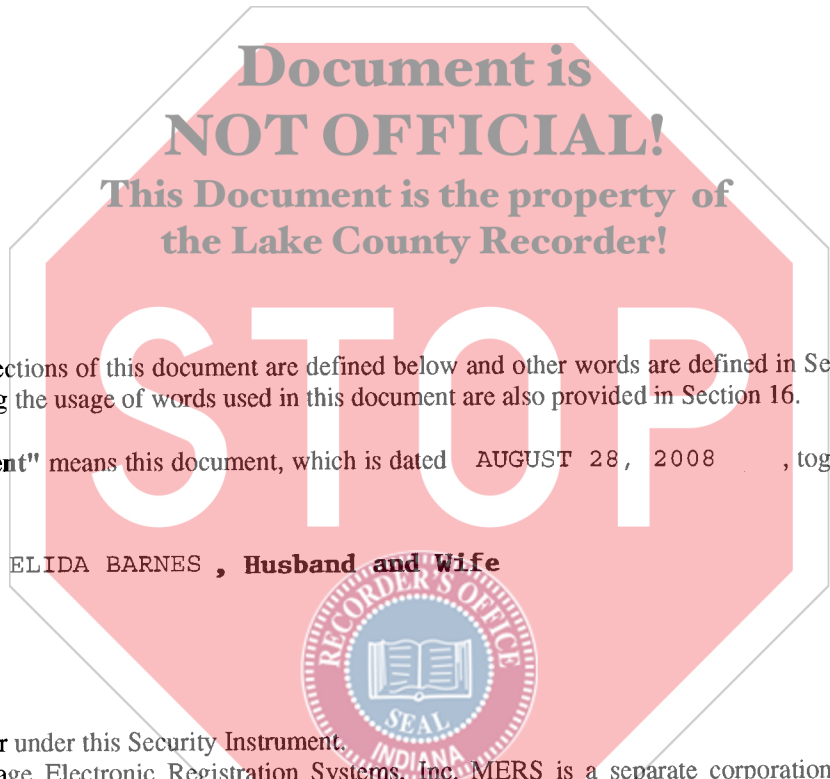 Document is
NOT OFFICIAL!
This Document is the property of
the Lake County Recorder!
STOP
ections of this document are defined below and other words are defined in Se
g the usage of words used in this document are also provided in Section 16.
ent" means this document, which is dated AUGUST 28, 2008 , tog
ELIDA BARNES , Husband and Wife
RECORDER'S OFFICE
SEAL
INDIANA
r under this Security Instrument.
age Electronic Registration Systems, Inc. MERS is a separate corporation